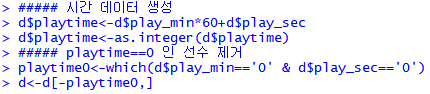 > ##### 시간 데이터 생성
> d$playtime<-d$play_min*60+d$play_sec
> d$playtime<-as.integer(d$playtime)
> ##### playtime==0 인 선수 제거
> playtime0<-which(d$play_min=='0' & d$play_sec=='0')
> d<-d[-playtime0,]